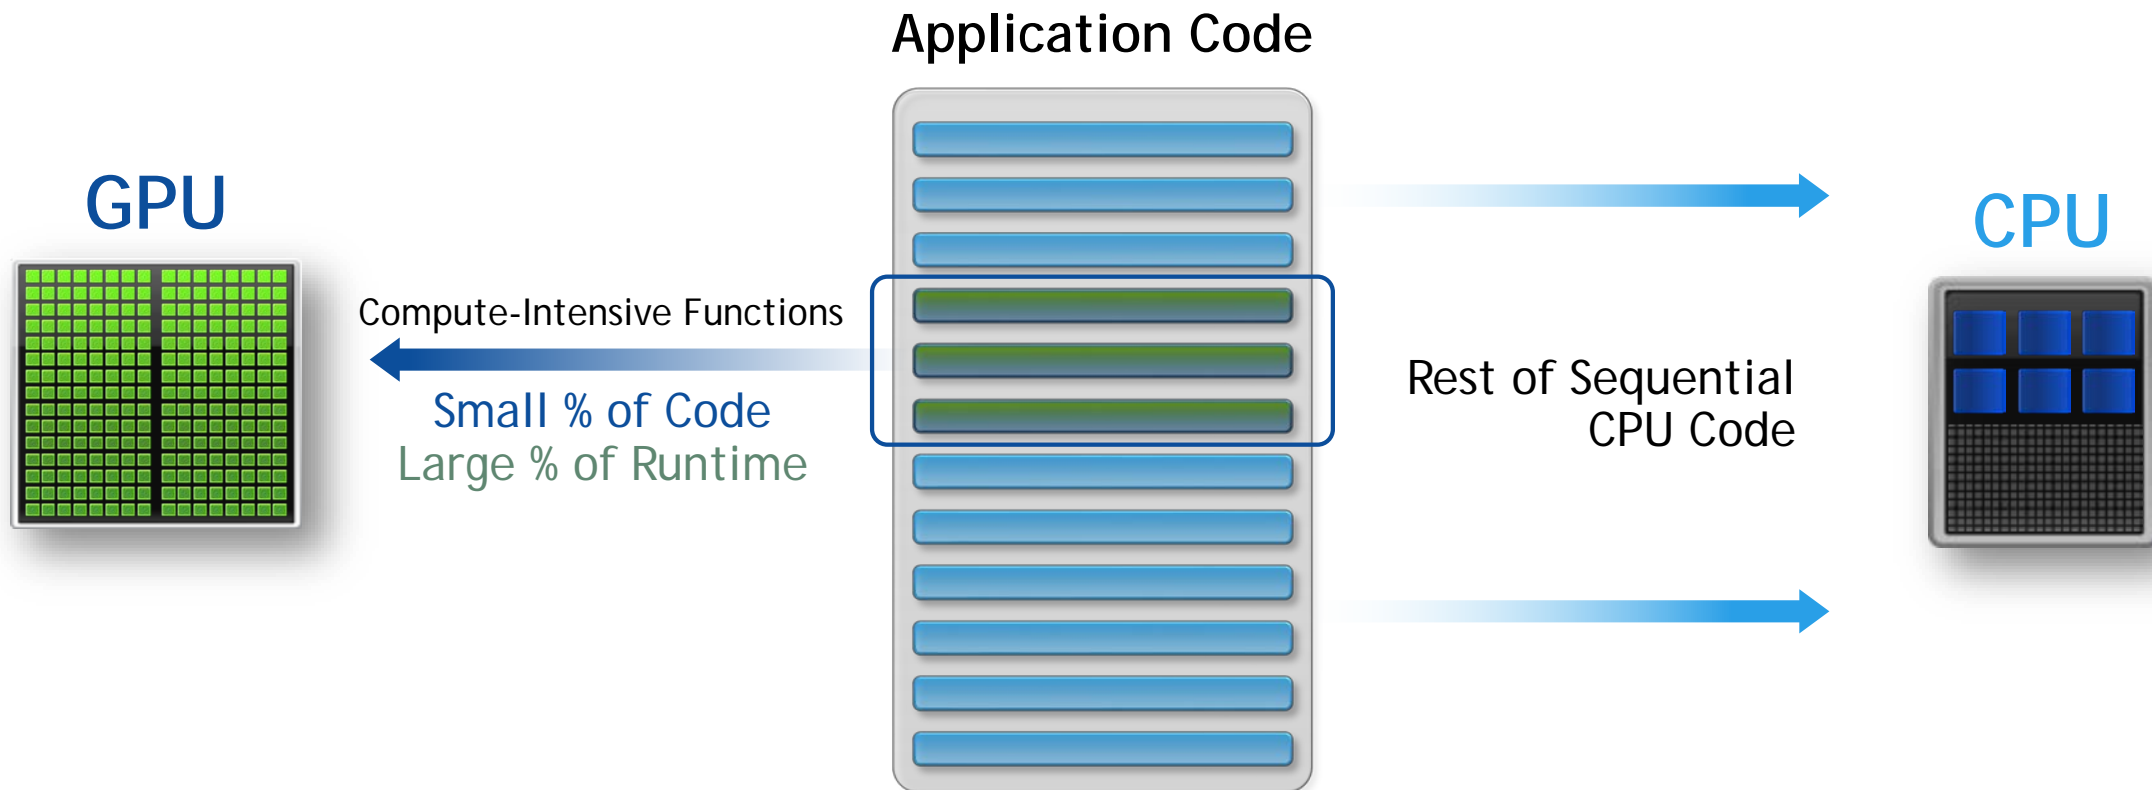 Application Code
GPU
Compute-Intensive Functions
Small % of Code
Large % of Runtime
Rest of Sequential
CPU Code
CPU